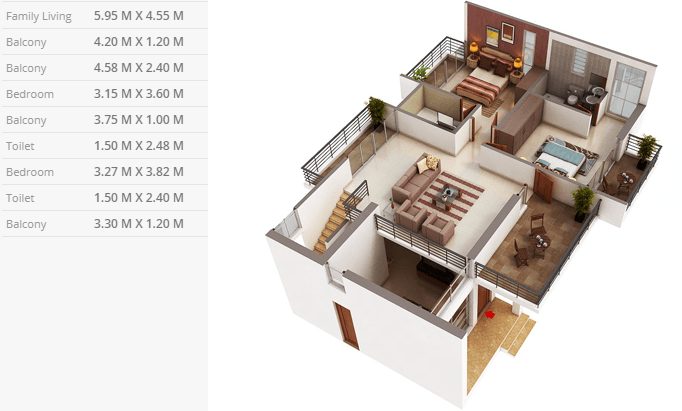 Family Living 5.95 M X 4.55 M
Balcony 4.20 M X 1.20 M
Balcony 4.58 M X 2.40 M
Bedroom 3.15 M X 3.60 M
Balcony 3.75 M X 1.00 M
Toilet 1.50 M X 2.48 M
Bedroom 3.27 M X 3.82 M
Toilet 1.50 M X 2.40 M
Balcony 3.30 M X 1.20 M